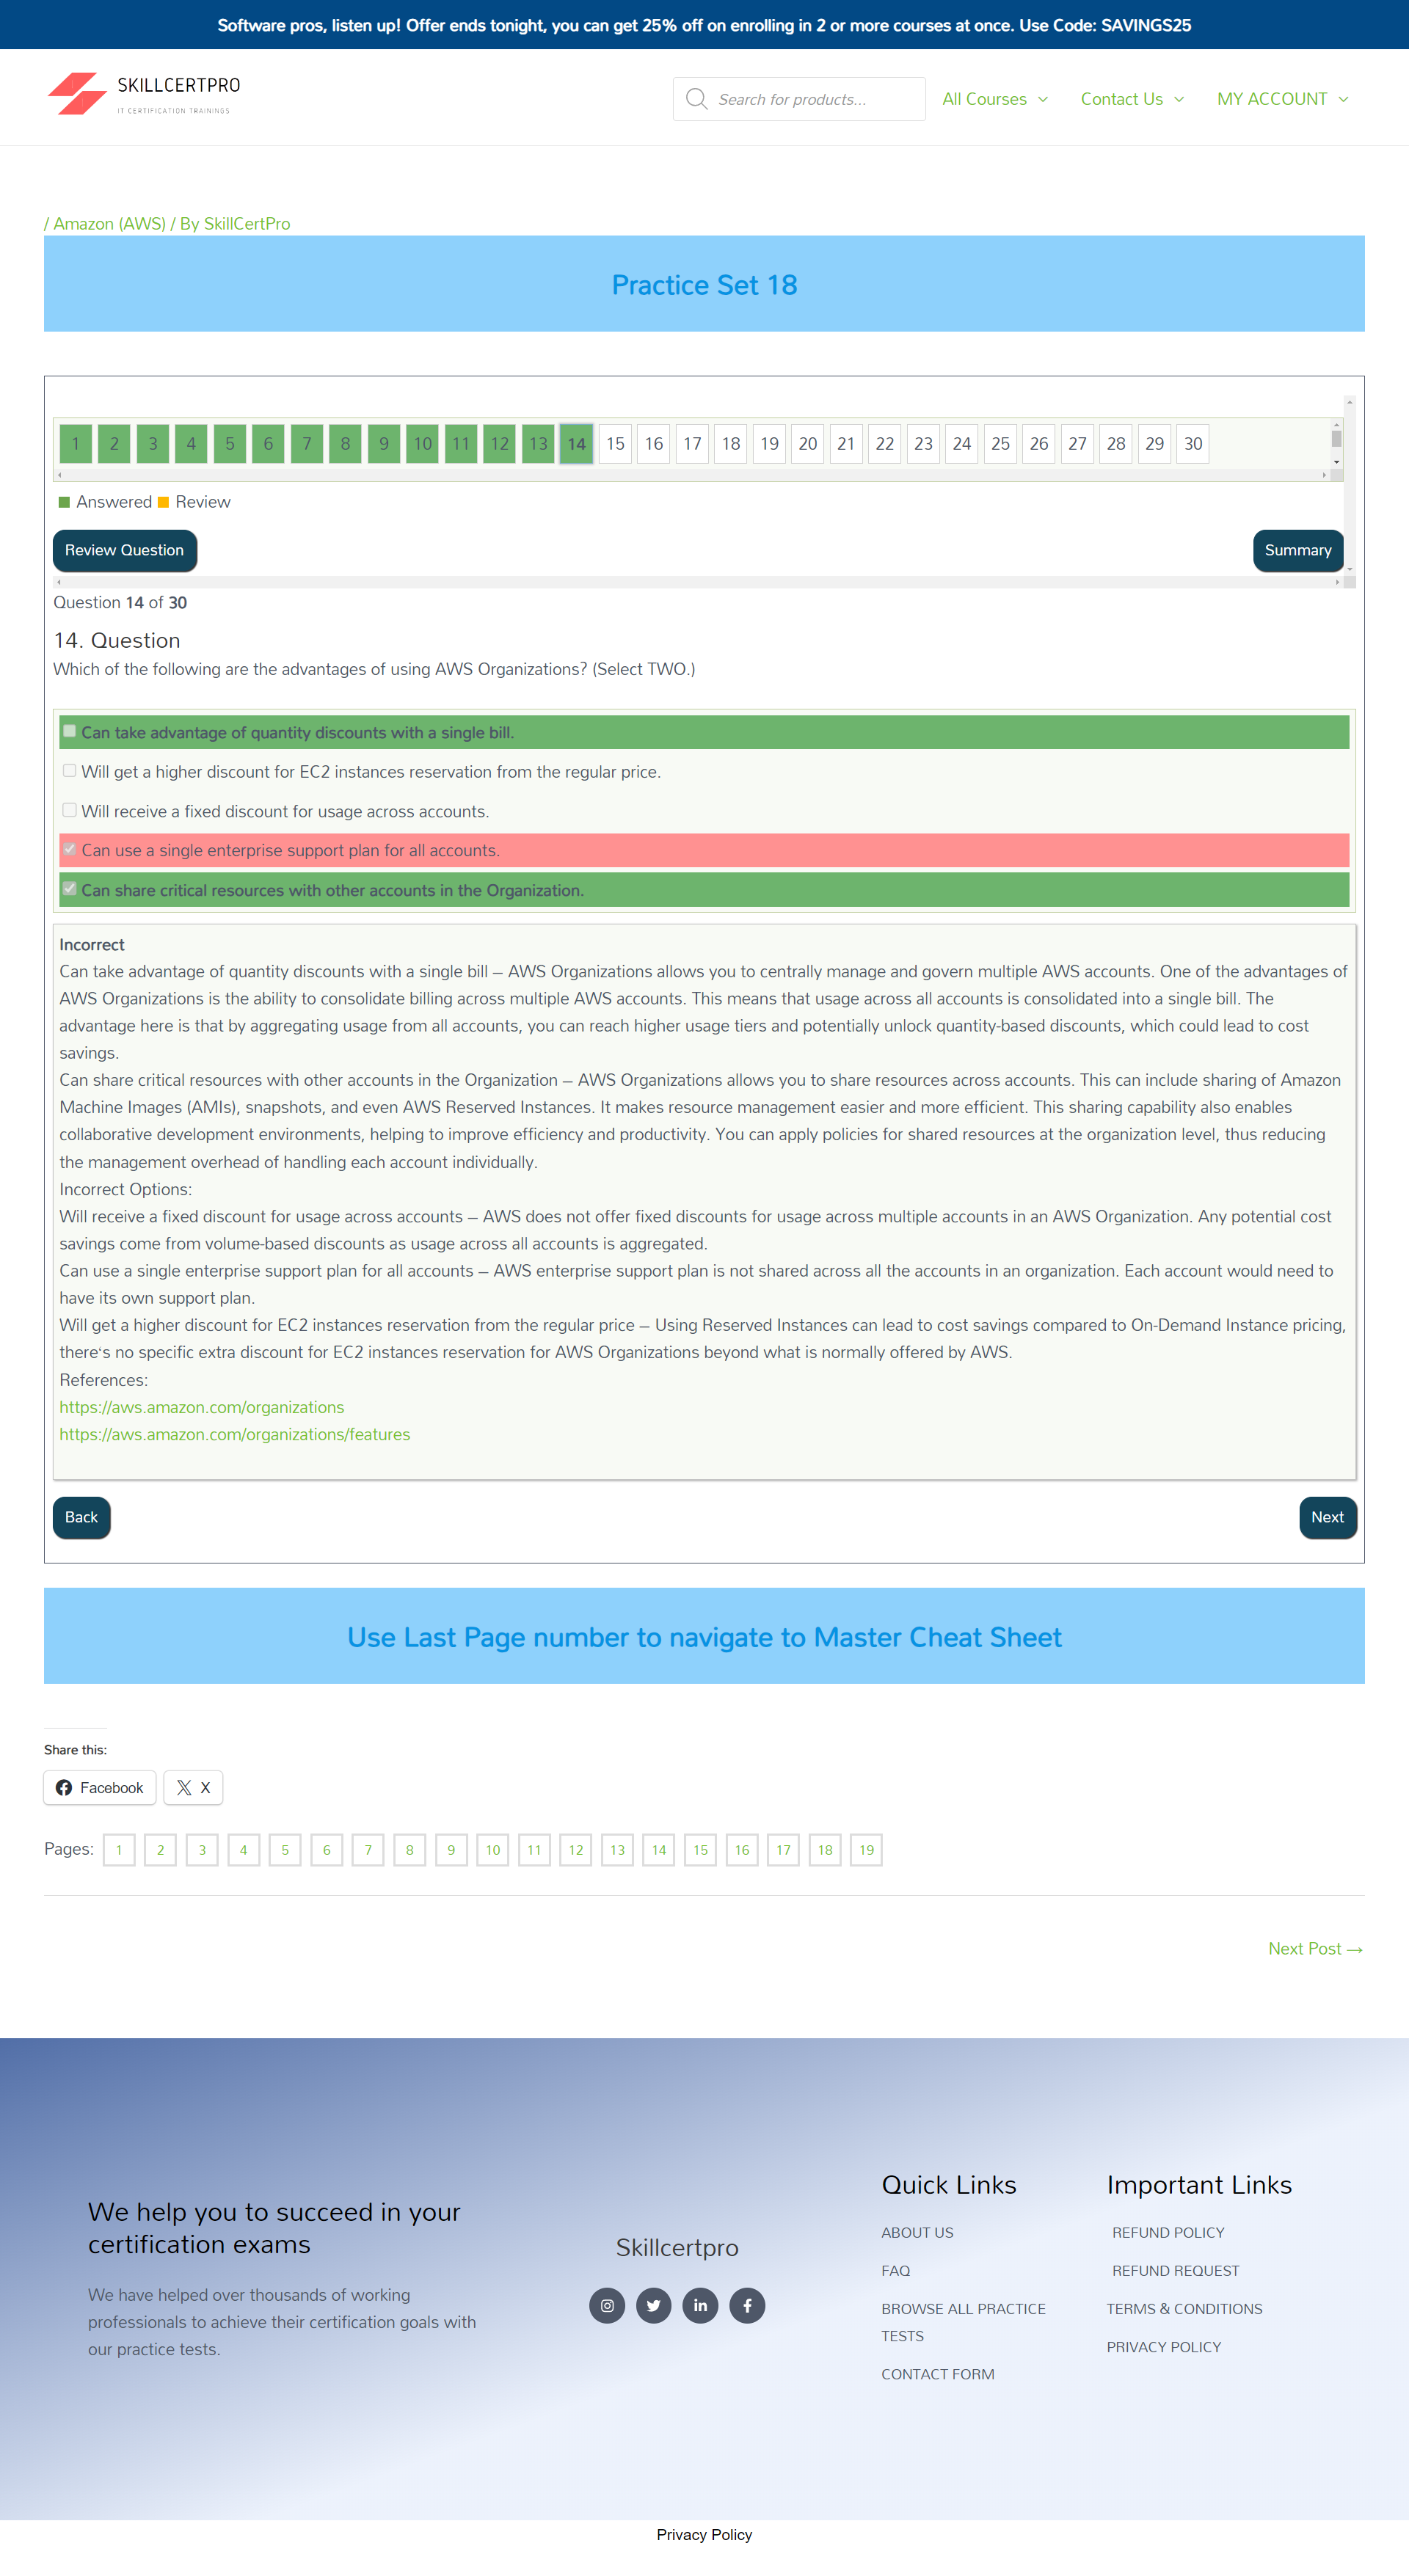 Software pros, listen up! Offer ends tonight, you can get 25% off on enrolling in 2 or more courses at once. Use Code: SAVINGS25
SKILLCERTPRO
IT CERTIFICATION TRAININGS
Search for products...
All Courses
Contact Us
MY ACCOUNT
/ Amazon (AWS) / By SkillCertPro
Practice Set 18
1 2 3 4 5 6 7 8 9 10 11 12 13 14 15 16 17 18 19 20 21 22 23 24 25 26 27 28 29 30
Answered Review
Review Question
Summary
Question 14 of 30
14. Question
Which of the following are the advantages of using AWS Organizations? (Select TWO.)
Can take advantage of quantity discounts with a single bill.
Will get a higher discount for EC2 instances reservation from the regular price.
Will receive a fixed discount for usage across accounts.
Can use a single enterprise support plan for all accounts.
Can share critical resources with other accounts in the Organization.
Incorrect
Can take advantage of quantity discounts with a single bill – AWS Organizations allows you to centrally manage and govern multiple AWS accounts. One of the advantages of
AWS Organizations is the ability to consolidate billing across multiple AWS accounts. This means that usage across all accounts is consolidated into a single bill. The
advantage here is that by aggregating usage from all accounts, you can reach higher usage tiers and potentially unlock quantity-based discounts, which could lead to cost
savings.
Can share critical resources with other accounts in the Organization – AWS Organizations allows you to share resources across accounts. This can include sharing of Amazon
Machine Images (AMIs), snapshots, and even AWS Reserved Instances. It makes resource management easier and more efficient. This sharing capability also enables
collaborative development environments, helping to improve efficiency and productivity. You can apply policies for shared resources at the organization level, thus reducing
the management overhead of handling each account individually.
Incorrect Options:
Will receive a fixed discount for usage across accounts – AWS does not offer fixed discounts for usage across multiple accounts in an AWS Organization. Any potential cost
savings come from volume-based discounts as usage across all accounts is aggregated.
Can use a single enterprise support plan for all accounts – AWS enterprise support plan is not shared across all the accounts in an organization. Each account would need to
have its own support plan.
Will get a higher discount for EC2 instances reservation from the regular price – Using Reserved Instances can lead to cost savings compared to On-Demand Instance pricing,
there‘s no specific extra discount for EC2 instances reservation for AWS Organizations beyond what is normally offered by AWS.
References:
https://aws.amazon.com/organizations
https://aws.amazon.com/organizations/features
Back
Next
Use Last Page number to navigate to Master Cheat Sheet
Share this:
Facebook
X
Pages: 1 2 3 4 5 6 7 8 9 10 11 12 13 14 15 16 17 18 19
Next Post →
We help you to succeed in your
certification exams
We have helped over thousands of working
professionals to achieve their certification goals with
our practice tests.
Skillcertpro
Quick Links
ABOUT US
FAQ
BROWSE ALL PRACTICE
TESTS
CONTACT FORM
Important Links
REFUND POLICY
REFUND REQUEST
TERMS & CONDITIONS
PRIVACY POLICY
Privacy Policy